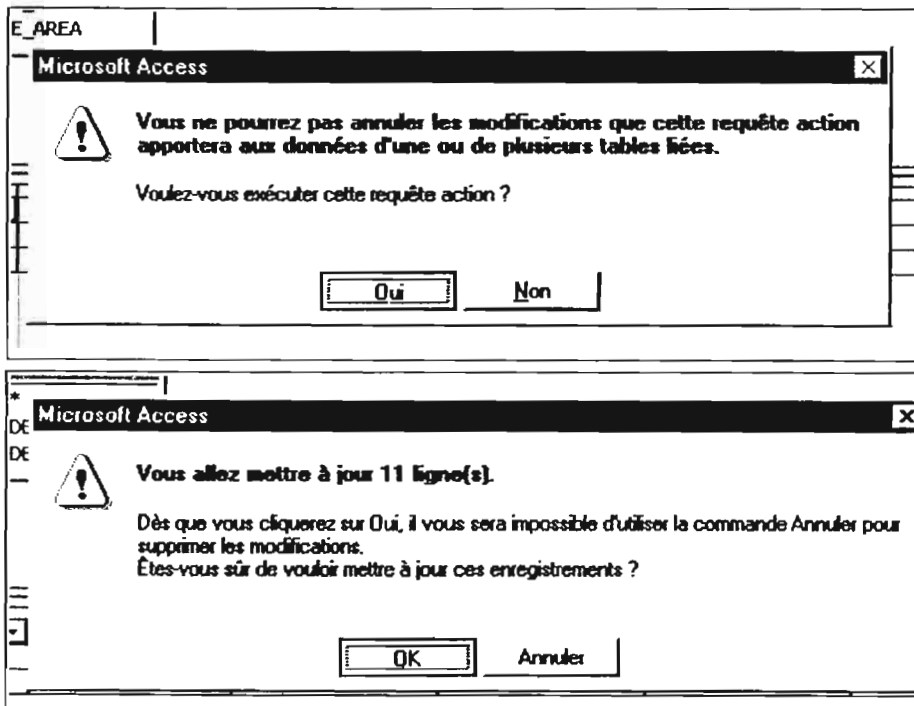 E_AREA
Microsoft Access
Vous ne pourrez pas annuler les modifications que cette requête action
apportera aux données d'une ou de plusieurs tables liées.
Voulez-vous exécuter cette requête action ?
Oui Non
*
DE
DE
Microsoft Access
Vous allez mettre à jour 11 ligne(s).
Dès que vous cliquerez sur Oui, il vous sera impossible d'utiliser la commande Annuler pour
supprimer les modifications.
Êtes-vous sûr de vouloir mettre à jour ces enregistrements ?
OK Annuler